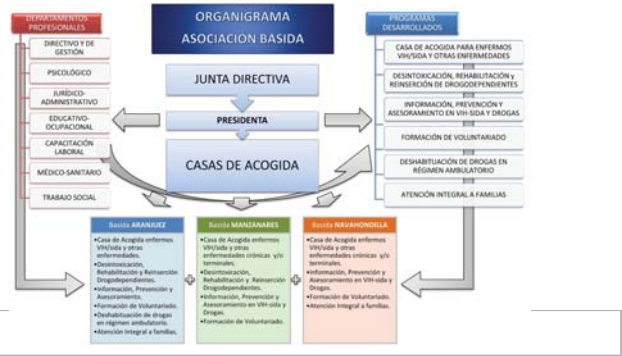 DEPARTAMENTOS
PROFESIONALES
DIRECTIVO Y DE
GESTIÓN
PSICOLÓGICO
JURÍDICO-
ADMINISTRATIVO
EDUCATIVO-
OCUPACIONAL
CAPACITACIÓN
LABORAL
MÉDICO-SANITARIO
TRABAJO SOCIAL
ORGANIGRAMA
ASOCIACION BASIDA
JUNTA DIRECTIVA
PRESIDENTA
CASAS DE ACOGIDA
PROGRAMAS
DESARROLLADOS
CASA DE ACOGIDA PARA ENFERMOS
VIH/SIDA Y OTRAS ENFERMEDADES
DESINTOXICACIÓN, REHABILITACIÓN y
REINSERCIÓN DE DROGODEPENDIENTES
INFORMACIÓN, PREVENCIÓN Y
ASESORAMIENTO EN VIH-SIDA Y DROGAS
FORMACIÓN DE VOLUNTARIADO
DESHABITUACIÓN DE DROGAS EN
RÉGIMEN AMBULATORIO
ATENCIÓN INTEGRAL A FAMILIAS
Basida ARANJUEZ
•Casa de Acogida enfermos
VIH/sida y otras
enfermedades.
•Desintoxicación,
Rehabilitación y Reinserción
Drogodependientes.
•Información, Prevención y
Asesoramiento.
•Formación de Voluntariado.
•Deshabituación de drogas
en régimen ambulatorio.
•Atención Integral a familias.
Basida MANZANARES
•Casa de Acogida enfermos
VIH/sida y otras
enfermedades crónicas y/o
terminales.
•Desintoxicación,
Rehabilitación y Reinserción
Drogodependientes.
•Información, Prevención y
Asesoramiento en VIH-sida y
Drogas.
•Formación de Voluntariado.
Basida NAVAHONDILLA
•Casa de Acogida enfermos
VIH/sida y otras
enfermedades crónicas y/o
terminales.
•Información, Prevención y
Asesoramiento en VIH-sida y
Drogas.
•Formación de Voluntariado.
•Atención Integral a familias.